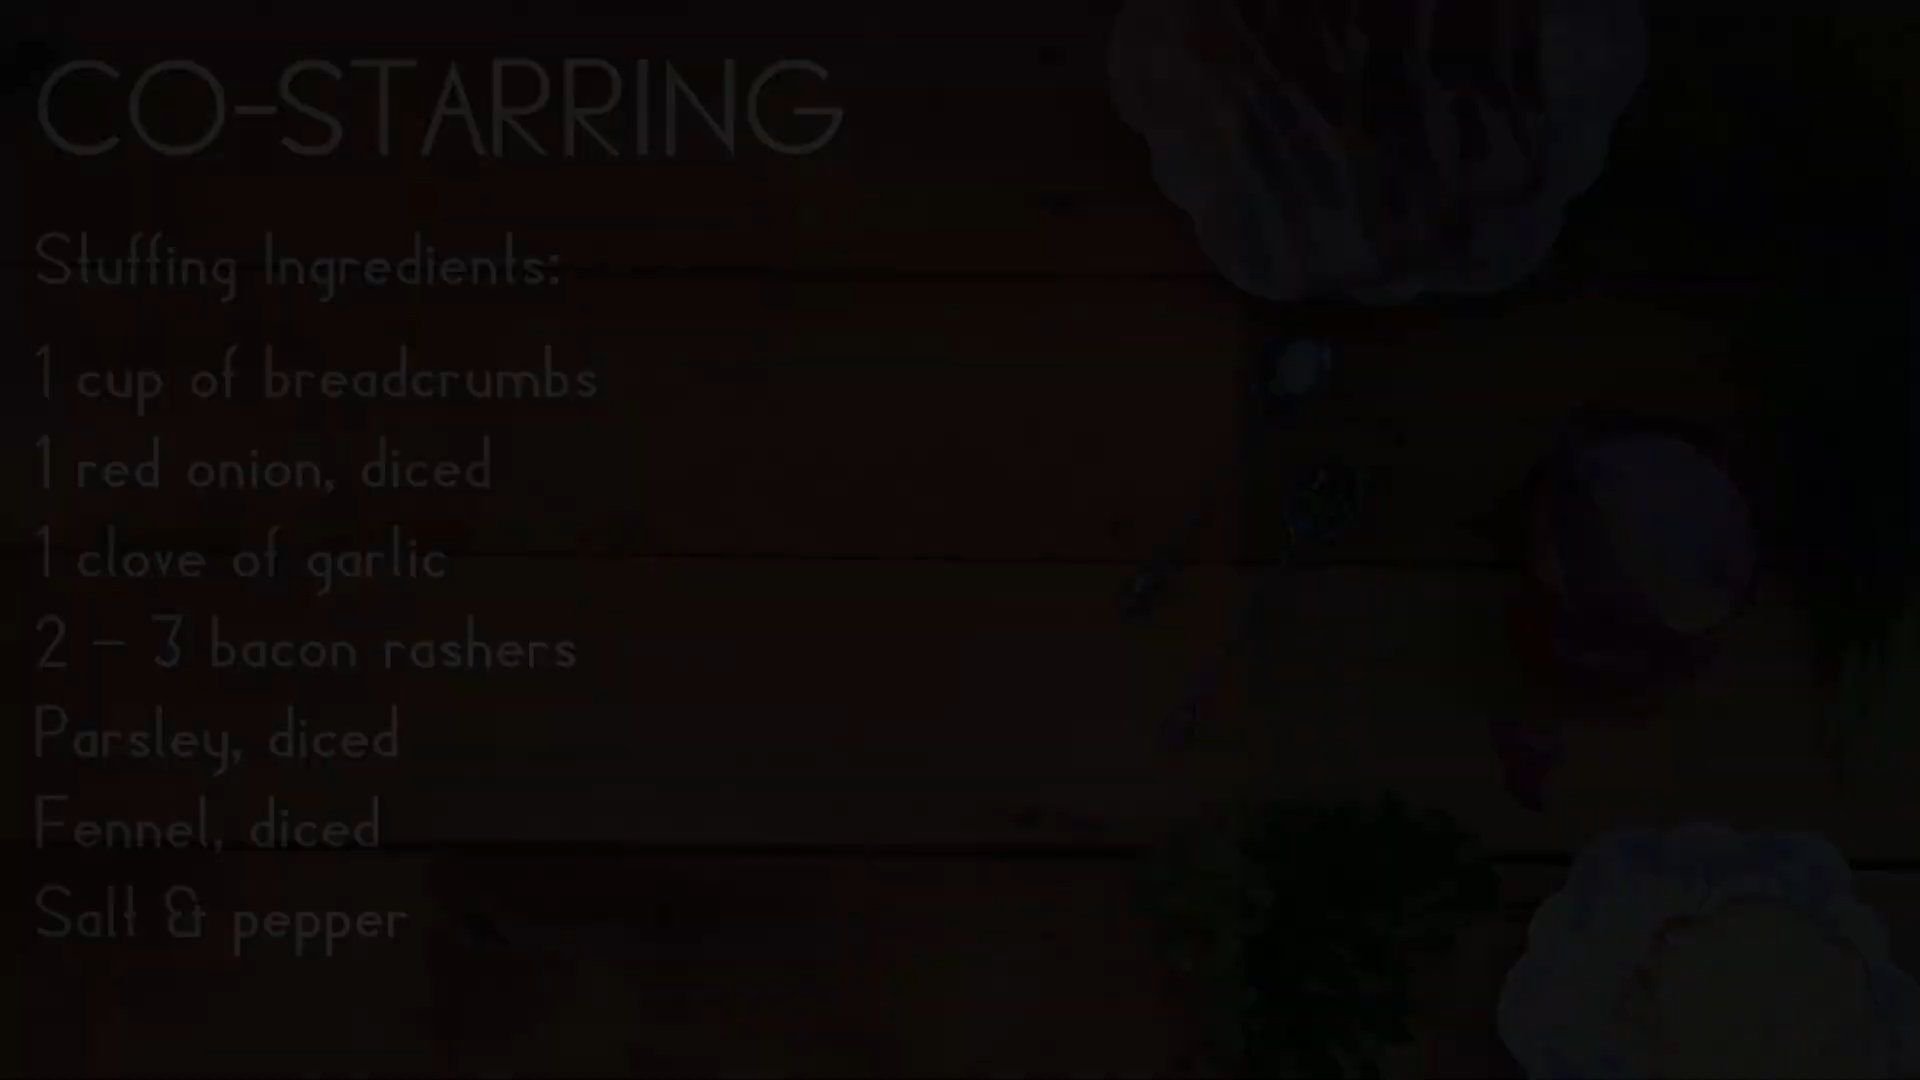 CO-STARRING
Stuffing Ingredients:
1 cup of breadcrumbs
1 red onion, diced
1 clove of garlic
2 - 3 bacon rashers
Parsley, diced
Fennel, diced
Salt & pepper